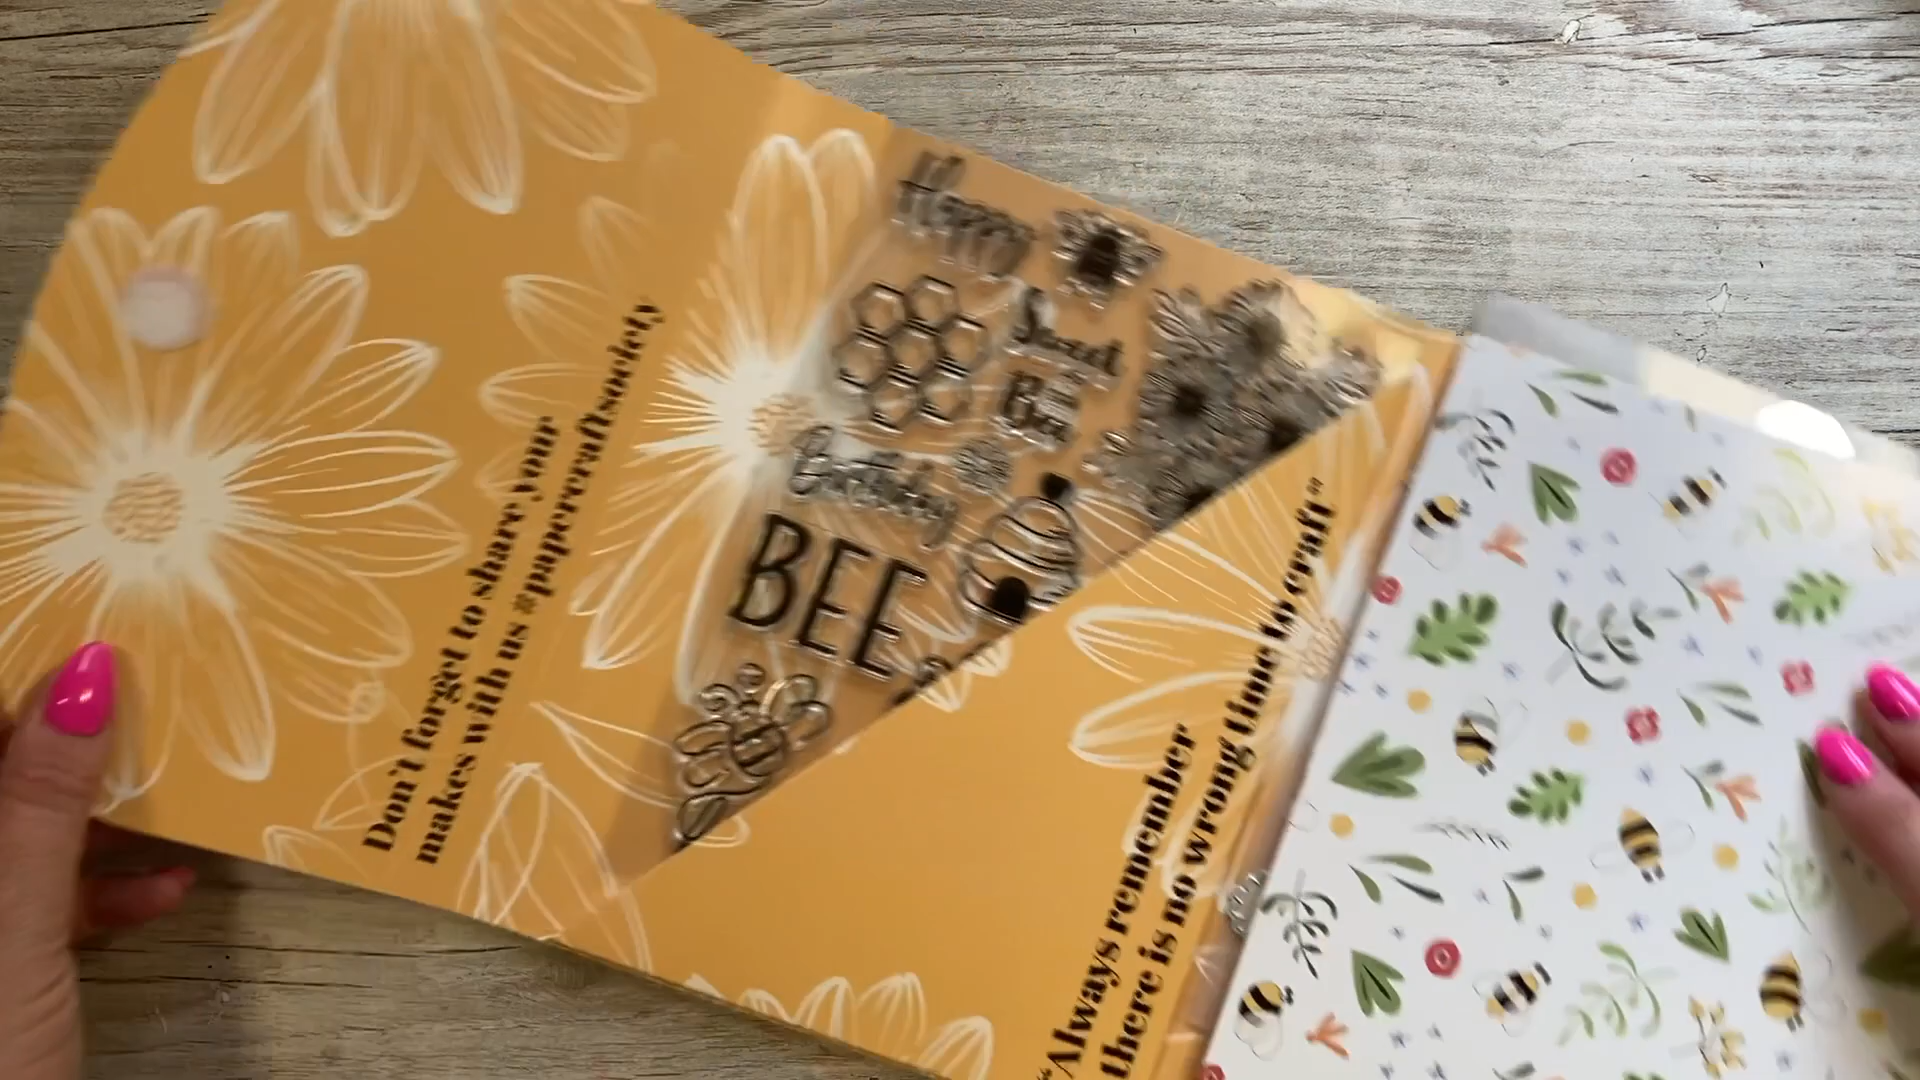 Don't forget to share your
makes with us #papercraftsociety
Happy
Sweet
Bee
Birthday
BEE
"Always remember
there is no wrong time to craft"